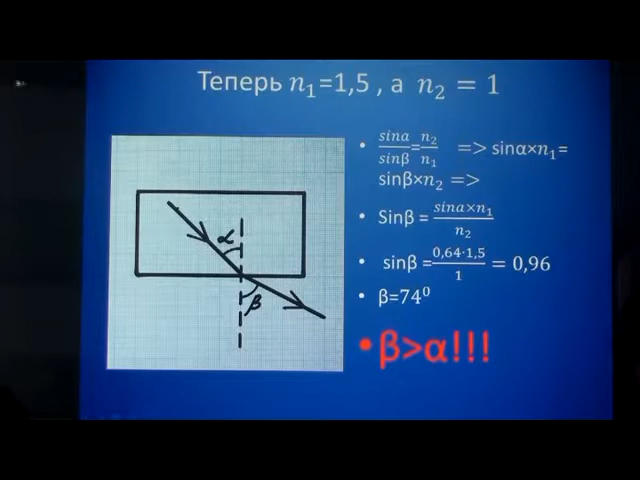 Теперь n₁=1,5 , а n₂ = 1
• sinα/sinβ=n₂/n₁ => sinα×n₁=
sinβ×n₂ =>
• Sinβ = sinα×n₁/n₂
• sinβ =0,64·1,5/1 = 0,96
• β=74⁰
• β>α!!!
α
β